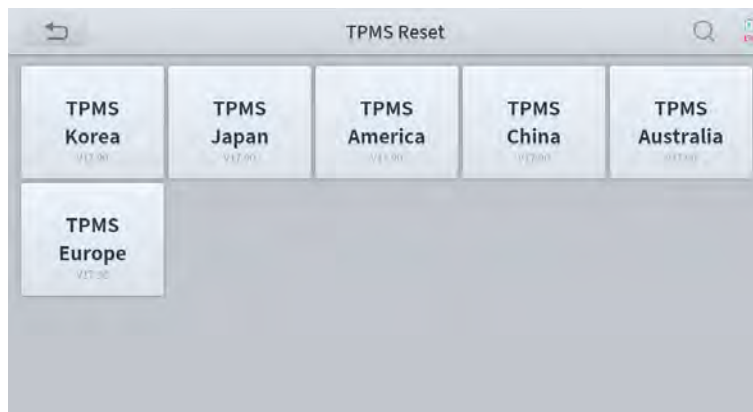 TPMS Reset
TPMS
Korea
TPMS
Japan
TPMS
America
TPMS
China
TPMS
Australia
TPMS
Europe